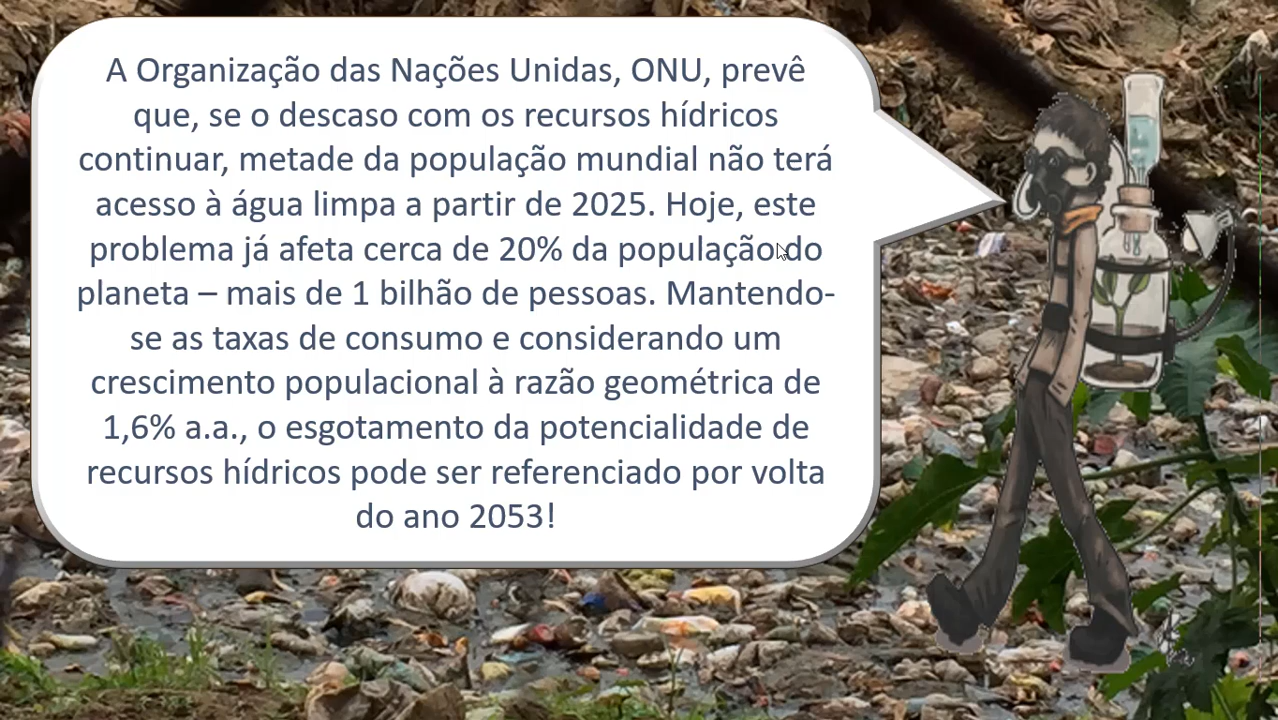 A Organização das Nações Unidas, ONU, prevê
que, se o descaso com os recursos hídricos
continuar, metade da população mundial não terá
acesso à água limpa a partir de 2025. Hoje, este
problema já afeta cerca de 20% da população do
planeta – mais de 1 bilhão de pessoas. Mantendo-
se as taxas de consumo e considerando um
crescimento populacional à razão geométrica de
1,6% a.a., o esgotamento da potencialidade de
recursos hídricos pode ser referenciado por volta
do ano 2053!